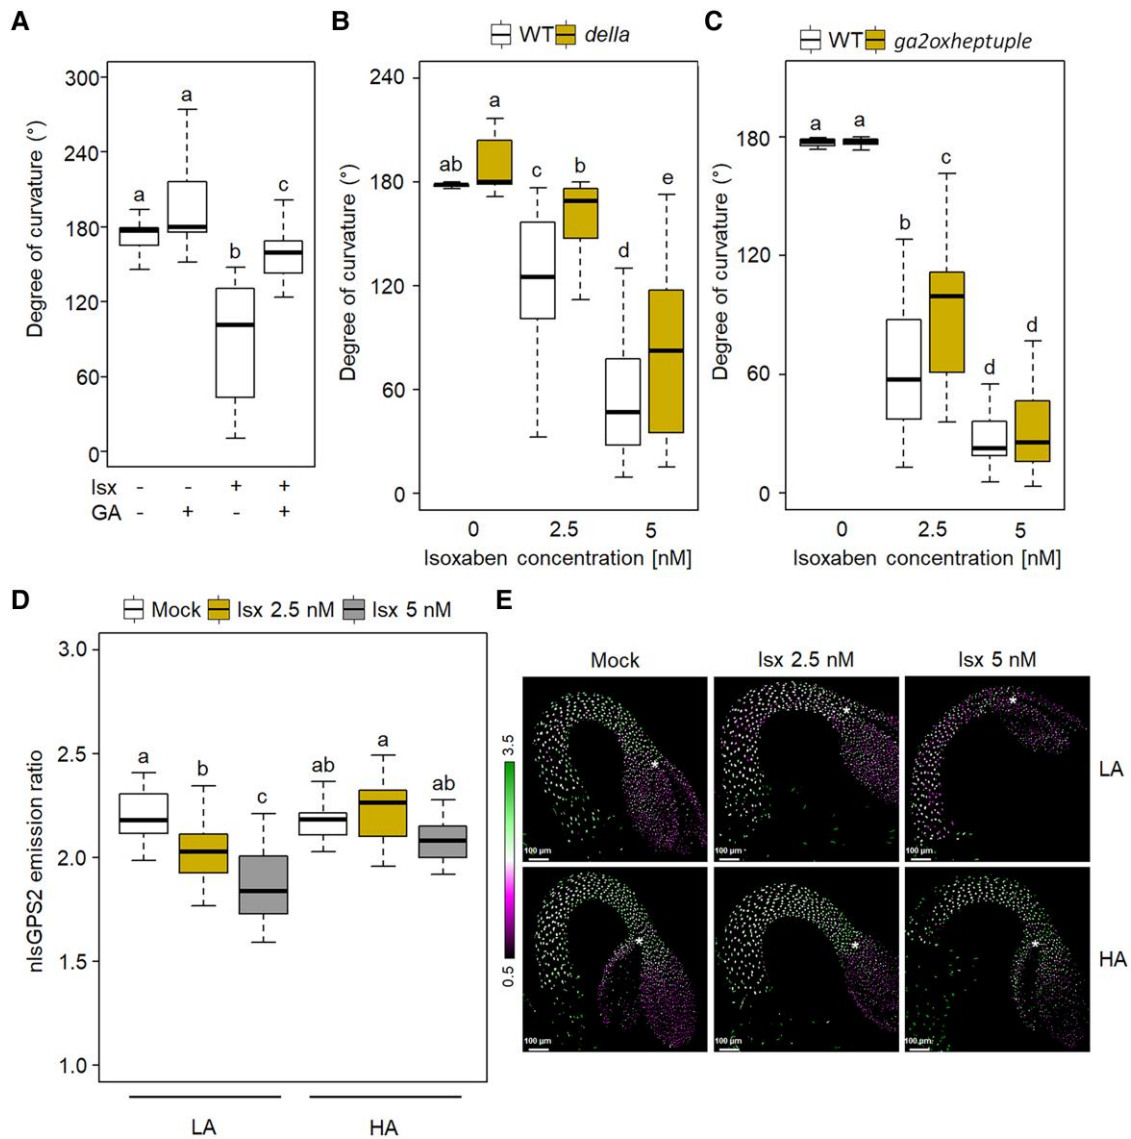 A
Degree of curvature (°)
300
240
180
120
60
0
a
a
b
c
Isx - - + +
GA - + - +
B
WT della
Degree of curvature (°)
240
180
120
60
0
ab
a
c
b
d
e
0 2.5 5
Isoxaben concentration [nM]
C
WT ga2oxheptuple
Degree of curvature (°)
180
120
60
0
a
a
b
c
d
d
0 2.5 5
Isoxaben concentration [nM]
D
Mock Isx 2.5 nM Isx 5 nM
nlsGPS2 emission ratio
3.0
2.5
2.0
1.5
1.0
a
b
c
ab
a
ab
LA HA
E
Mock Isx 2.5 nM Isx 5 nM
3.5
0.5
* * *
LA
100 µm 100 µm 100 µm
* * *
HA
100 µm 100 µm 100 µm